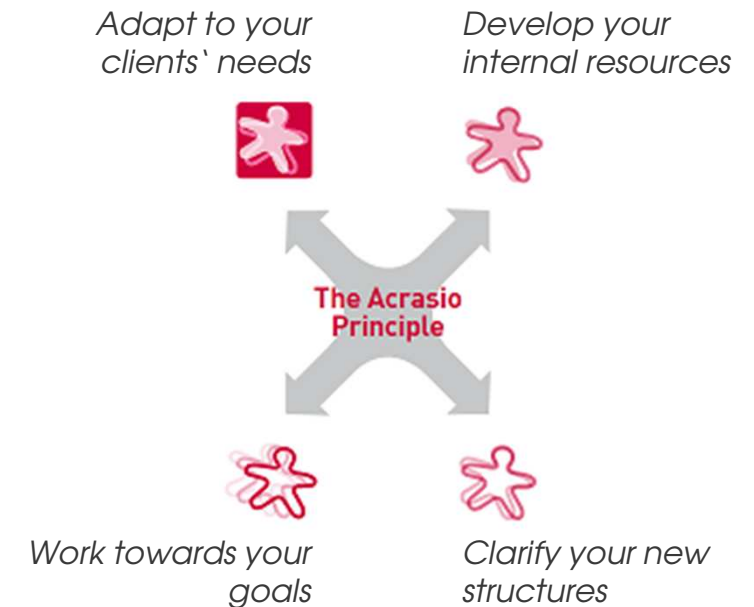 Adapt to your
clients‘ needs
Develop your
internal resources
The Acrasio
Principle
Work towards your
goals
Clarify your new
structures